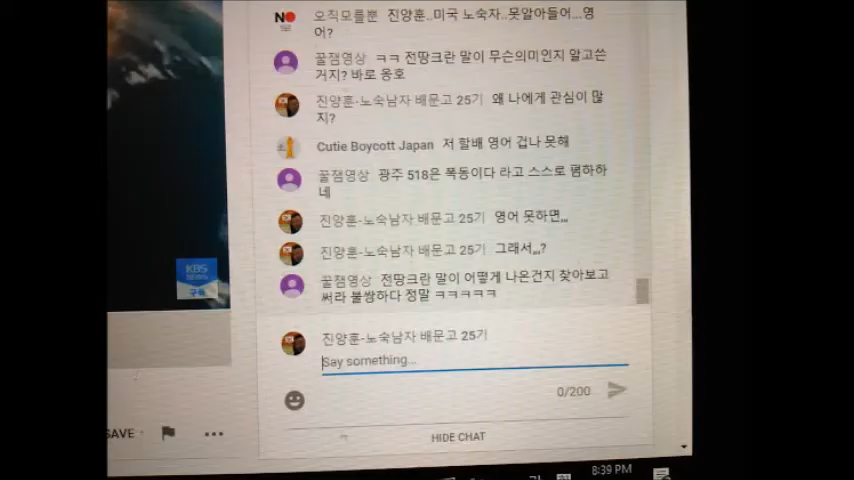 NO
오직모를뿐 진양훈..미국 노숙자..못알아들어...영
어?
꿀잼영상 ㅋㅋ 전땅크란 말이 무슨의미인지 알고쓴
거지? 바로 옹호
진양훈-노숙남자 배문고 25기 왜 나에게 관심이 많
지?
Cutie Boycott Japan 저 할배 영어 겁나 못해
꿀잼영상 광주 518은 폭동이다 라고 스스로 폄하하
네
진양훈-노숙남자 배문고 25기 영어 못하면,,,
진양훈-노숙남자 배문고 25기 그래서,,,?
꿀잼영상 전땅크란 말이 어떻게 나온건지 찾아보고
써라 불쌍하다 정말 ㅋㅋㅋㅋㅋ
KBS
NEWS
구독
진양훈-노숙남자 배문고 25기
Say something...
0/200
SAVE
HIDE CHAT
8:39 PM